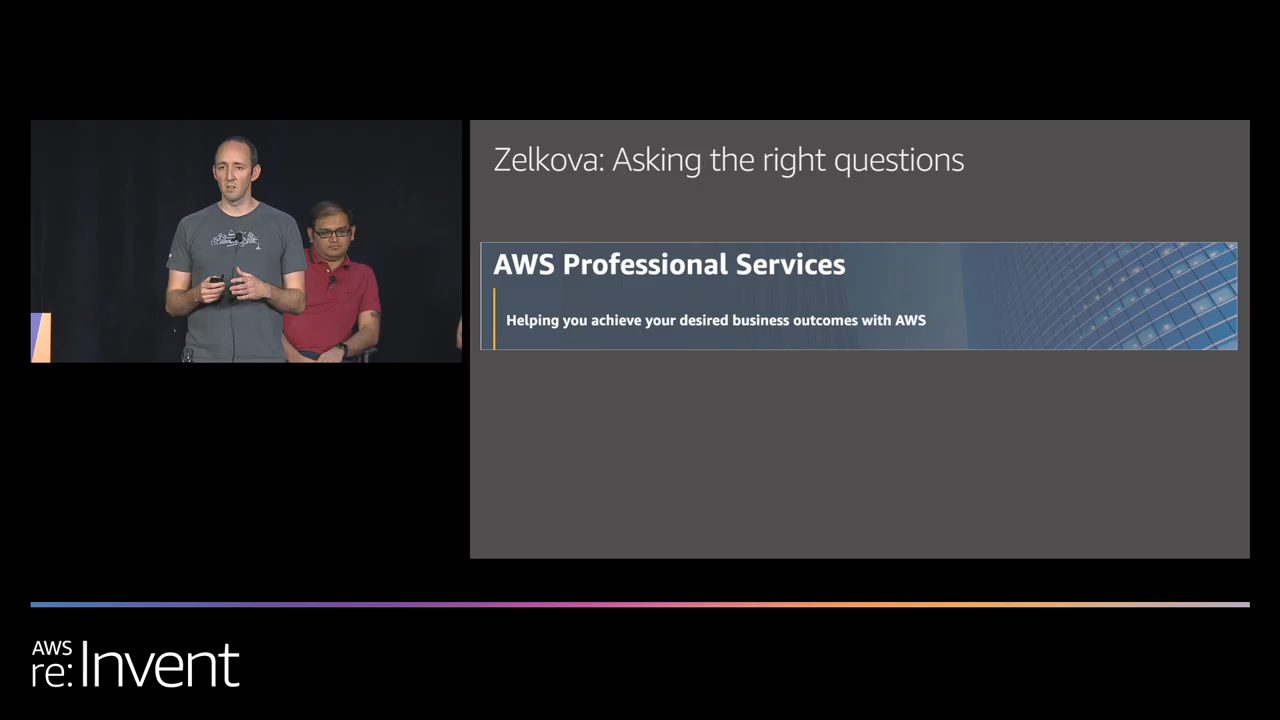 Zelkova: Asking the right questions
AWS Professional Services
Helping you achieve your desired business outcomes with AWS
AWS
re:Invent